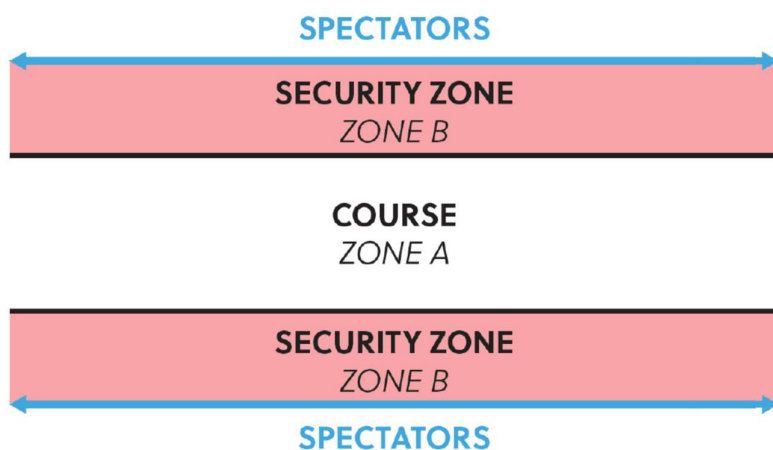 SPECTATORS
SECURITY ZONE
ZONE B
COURSE
ZONE A
SECURITY ZONE
ZONE B
SPECTATORS